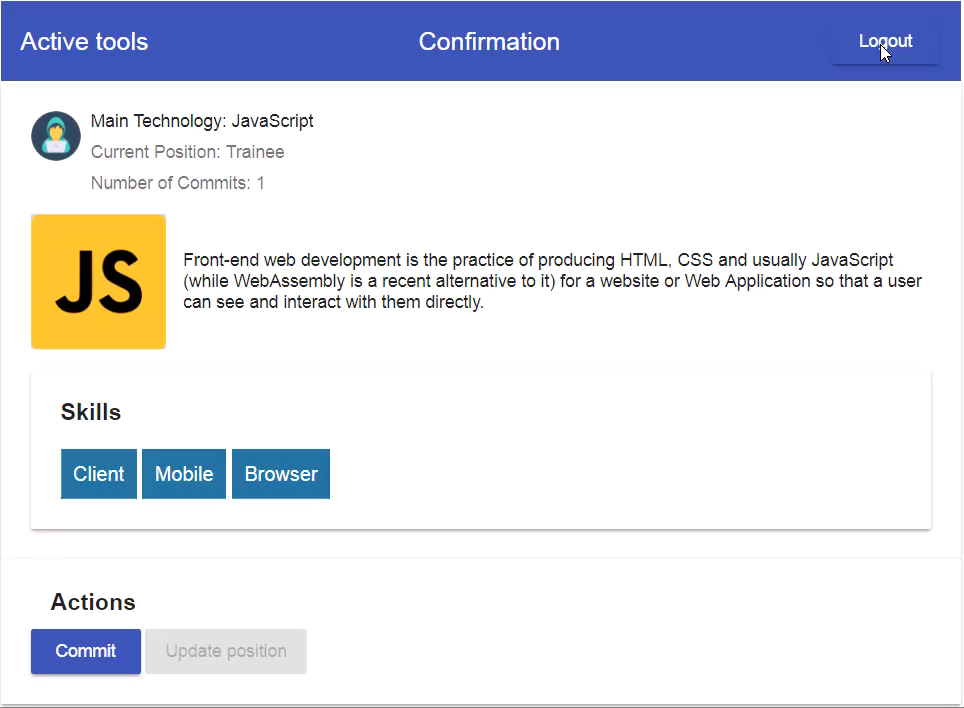 Active tools
Confirmation
Logout
Main Technology: JavaScript
Current Position: Trainee
Number of Commits: 1
JS
Front-end web development is the practice of producing HTML, CSS and usually JavaScript
(while WebAssembly is a recent alternative to it) for a website or Web Application so that a user
can see and interact with them directly.
Skills
Client
Mobile
Browser
Actions
Commit
Update position